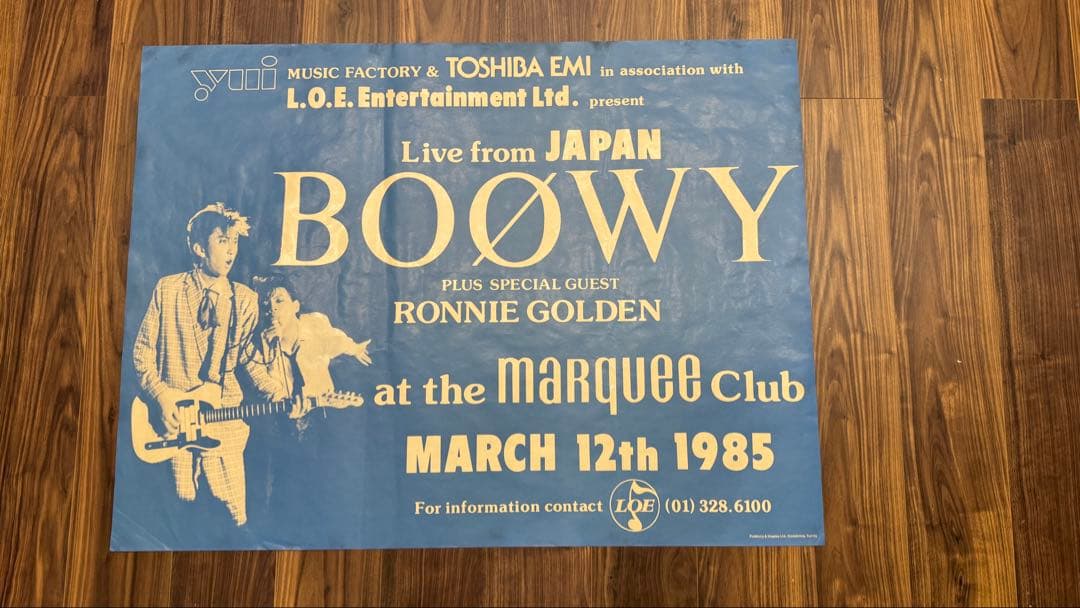 yui MUSIC FACTORY & TOSHIBA EMI in association with
L.O.E. Entertainment Ltd. present
Live from JAPAN
BOØWY
PLUS SPECIAL GUEST
RONNIE GOLDEN
at the maRquee Club
MARCH 12th 1985
For information contact LOE (01) 328.6100